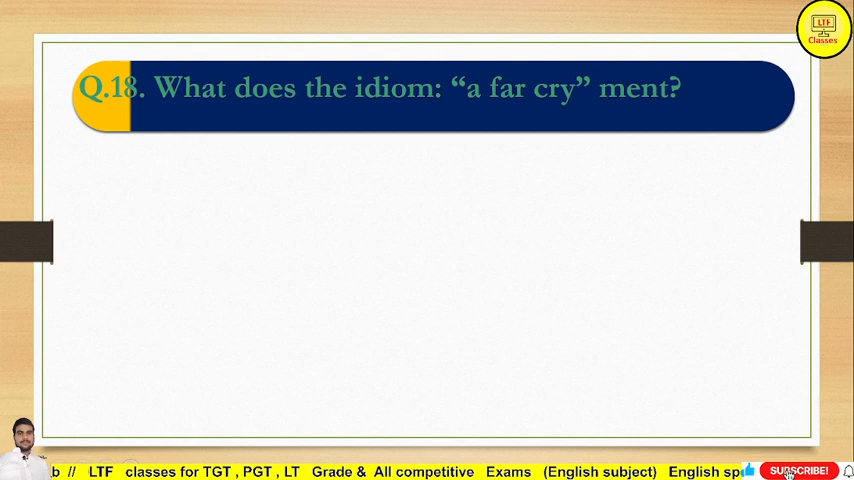 LTF
Classes
Q.18. What does the idiom: “a far cry” ment?
b // LTF classes for TGT , PGT , LT Grade & All competitive Exams (English subject) English sp
SUBSCRIBE!